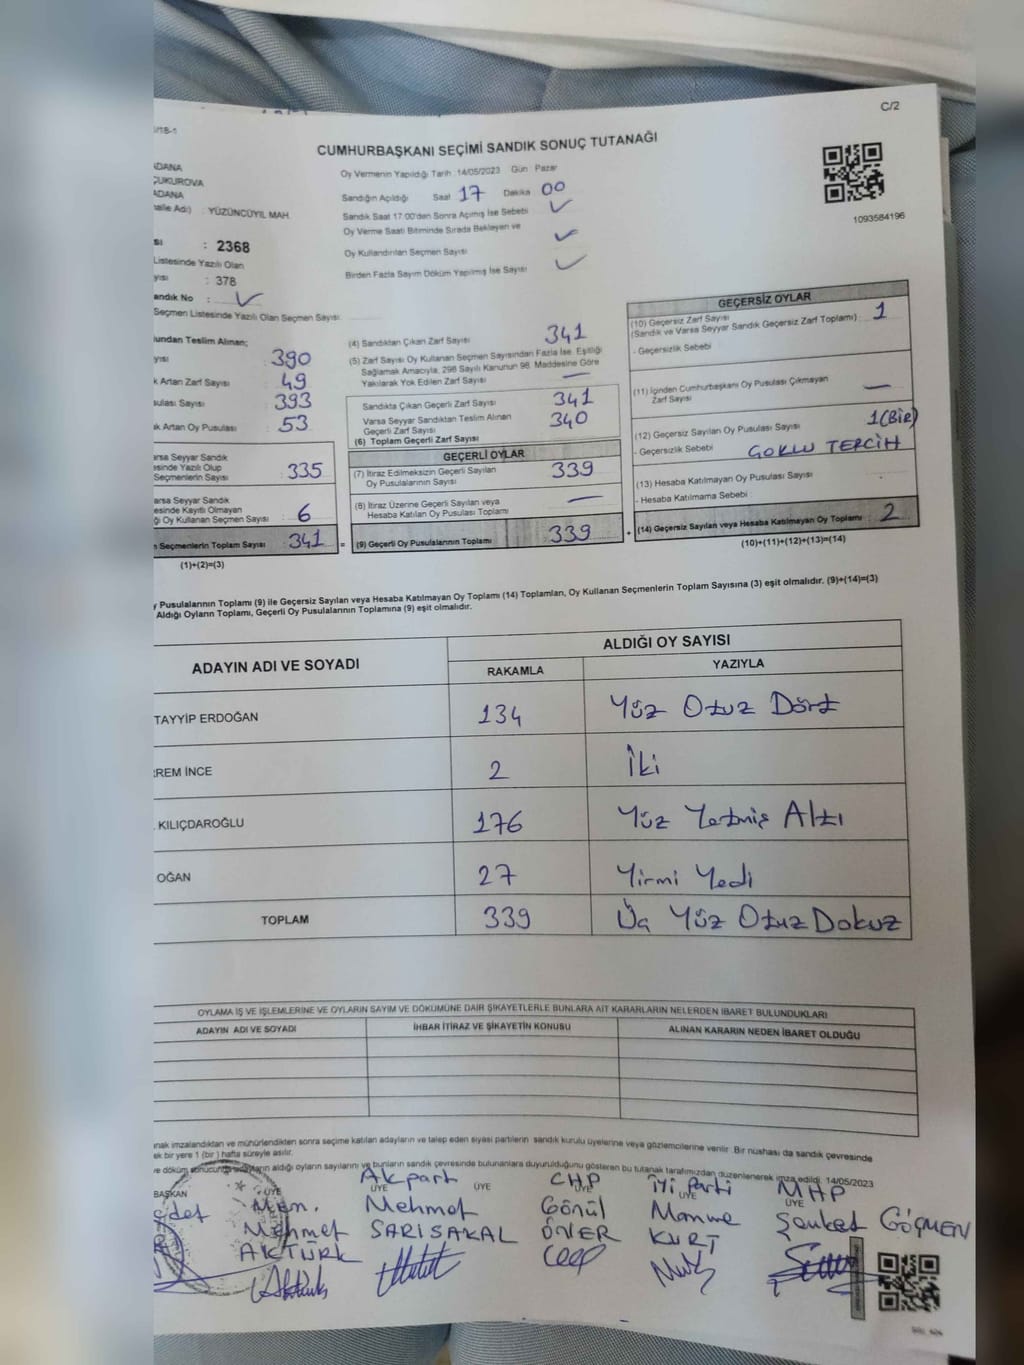 C/2
/18-1
CUMHURBAŞKANI SEÇİMİ SANDIK SONUÇ TUTANAĞI
ADANA
ÇUKUROVA
ADANA
alle Adı) : YÜZÜNCÜYIL MAH.
Oy Vermenin Yapıldığı Tarih :14/05/2023 Gün Pazar
Sandığın Açıldığı Saat 17 Dakika 00
Sandık Saat 17:00'den Sonra Açılmış İse Sebebi
Oy Verme Saati Bitiminde Sırada Bekleyen ve
Oy Kullandırılan Seçmen Sayısı
Birden Fazla Sayım Döküm Yapılmış İse Sayısı
1093584196
sı : 2368
Listesinde Yazılı Olan
yısı : 378
andık No :
Seçmen Listesinde Yazılı Olan Seçmen Sayısı:
undan Teslim Alınan;
yısı : 390
k Artan Zarf Sayısı : 49
sulası Sayısı : 393
k Artan Oy Pusulası : 53
arsa Seyyar Sandık
esinde Yazılı Olup
Seçmenlerin Sayısı : 335
arsa Seyyar Sandık
esinde Kayıtlı Olmayan
ği Oy Kullanan Seçmen Sayısı : 6
n Seçmenlerin Toplam Sayısı : 341 =
(1)+(2)=(3)
(4) Sandıktan Çıkan Zarf Sayısı 341
(5) Zarf Sayısı Oy Kullanan Seçmen Sayısından Fazla İse, Eşitliği
Sağlamak Amacıyla, 298 Sayılı Kanunun 98. Maddesine Göre
Yakılarak Yok Edilen Zarf Sayısı —
Sandıkta Çıkan Geçerli Zarf Sayısı 341
Varsa Seyyar Sandıktan Teslim Alınan
Geçerli Zarf Sayısı 340
(6) Toplam Geçerli Zarf Sayısı
GEÇERLİ OYLAR
(7) İtiraz Edilmeksizin Geçerli Sayılan
Oy Pusulalarının Sayısı 339
(8) İtiraz Üzerine Geçerli Sayılan veya
Hesaba Katılan Oy Pusulası Toplamı —
(9) Geçerli Oy Pusulalarının Toplamı 339 +
GEÇERSİZ OYLAR
(10) Geçersiz Zarf Sayısı
(Sandık ve Varsa Seyyar Sandık Geçersiz Zarf Toplamı) : 1
- Geçersizlik Sebebi :
(11) İçinden Cumhurbaşkanı Oy Pusulası Çıkmayan
Zarf Sayısı : —
(12) Geçersiz Sayılan Oy Pusulası Sayısı : 1(BİR)
- Geçersizlik Sebebi : ÇOKLU TERCİH
(13) Hesaba Katılmayan Oy Pusulası Sayısı :
- Hesaba Katılmama Sebebi :
(14) Geçersiz Sayılan veya Hesaba Katılmayan Oy Toplamı : 2
(10)+(11)+(12)+(13)=(14)
y Pusulalarının Toplamı (9) ile Geçersiz Sayılan veya Hesaba Katılmayan Oy Toplamı (14) Toplamları, Oy Kullanan Seçmenlerin Toplam Sayısına (3) eşit olmalıdır. (9)+(14)=(3)
Aldığı Oyların Toplamı, Geçerli Oy Pusulalarının Toplamına (9) eşit olmalıdır.
ADAYIN ADI VE SOYADI ALDIĞI OY SAYISI
RAKAMLA YAZIYLA
TAYYİP ERDOĞAN 134 Yüz Otuz Dört
REM İNCE 2 İki
KILIÇDAROĞLU 176 Yüz Yetmiş Altı
OĞAN 27 Yirmi Yedi
TOPLAM 339 Üç Yüz Otuz Dokuz
OYLAMA İŞ VE İŞLEMLERİNE VE OYLARIN SAYIM VE DÖKÜMÜNE DAİR ŞİKAYETLERLE BUNLARA AİT KARARLARIN NELERDEN İBARET BULUNDUKLARI
ADAYIN ADI VE SOYADI İHBAR İTİRAZ VE ŞİKAYETİN KONUSU ALINAN KARARIN NEDEN İBARET OLDUĞU
nak imzalandıktan ve mühürlendikten sonra seçime katılan adayların ve talep eden siyasi partilerin sandık kurulu üyelerine veya gözlemcilerine verilir. Bir nushası da sandık çevresinde
ek bir yere 1 (bir) hafta süreyle asılır.
ve döküm sonucunda adayların aldığı oyların sayılarını ve bunların sandık çevresinde bulunanlara duyurulduğunu gösteren bu tutanak tarafımızdan düzenlenerek imza edildi. 14/05/2023
BAŞKAN ÜYE Akparti ÜYE ÜYE CHP ÜYE İYİ Parti ÜYE MHP ÜYE
Mem. Mehmet Gönül Şevket GÖÇMEN
Mehmet SARISAKAL ÖNER KURT
AKTÜRK